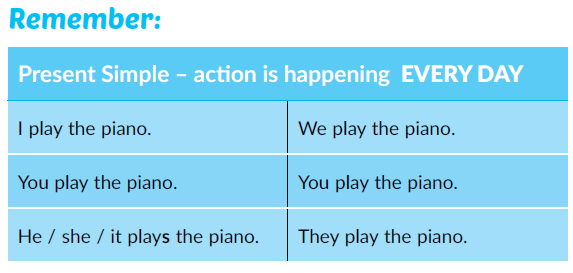 Remember:
Present Simple – action is happening EVERY DAY
I play the piano.
We play the piano.
You play the piano.
You play the piano.
He / she / it plays the piano.
They play the piano.